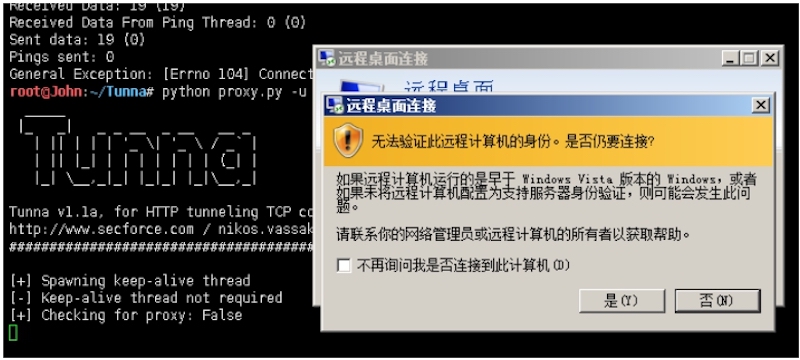 Received Data: 19 (19)
Received Data From Ping Thread: 0 (0)
Sent data: 19 (0)
Pings sent: 0
General Exception: [Errno 104] Connect
root@John:~/Tunna# python proxy.py -u
Tunna
Tunna v1.1a, for HTTP tunneling TCP co
http://www.secforce.com / nikos.vassak
########################################
[+] Spawning keep-alive thread
[-] Keep-alive thread not required
[+] Checking for proxy: False
远程桌面连接
远程桌面
远程桌面连接
无法验证此远程计算机的身份。是否仍要连接?
如果远程计算机运行的是早于 Windows Vista 版本的 Windows，或者
如果未将远程计算机配置为支持服务器身份验证，则可能会发生此问
题。
请联系你的网络管理员或远程计算机的所有者以获取帮助。
不再询问我是否连接到此计算机(D)
是(Y)
否(N)